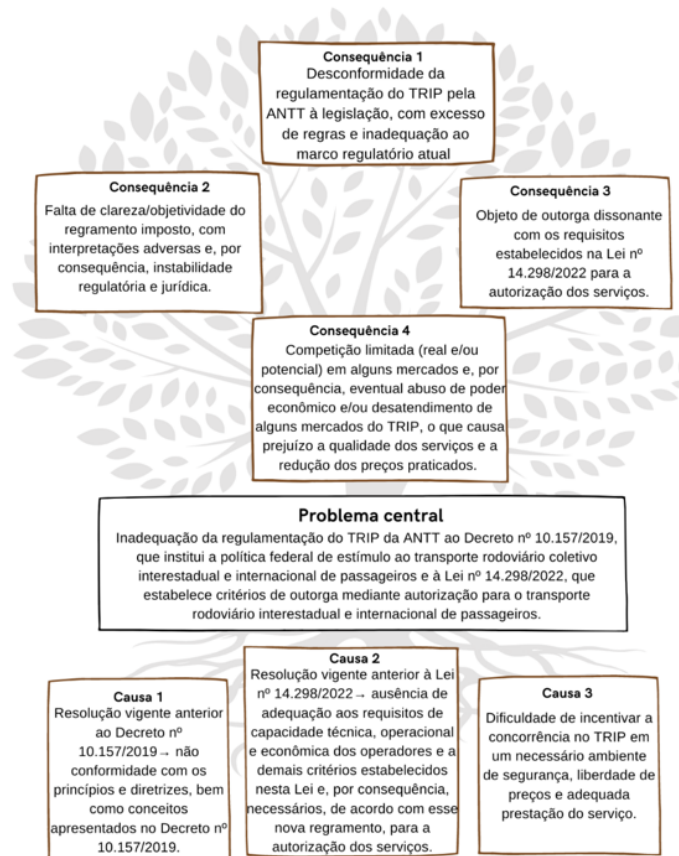 Consequência 1
Desconformidade da
regulamentação do TRIP pela
ANTT à legislação, com excesso
de regras e inadequação ao
marco regulatório atual
Consequência 2
Falta de clareza/objetividade do
regramento imposto, com
interpretações adversas e, por
consequência, instabilidade
regulatória e jurídica.
Consequência 3
Objeto de outorga dissonante
com os requisitos
estabelecidos na Lei nº
14.298/2022 para a
autorização dos serviços.
Consequência 4
Competição limitada (real e/ou
potencial) em alguns mercados e, por
consequência, eventual abuso de poder
econômico e/ou desatendimento de
alguns mercados do TRIP, o que causa
prejuízo a qualidade dos serviços e a
redução dos preços praticados.
Problema central
Inadequação da regulamentação do TRIP da ANTT ao Decreto nº 10.157/2019,
que institui a política federal de estímulo ao transporte rodoviário coletivo
interestadual e internacional de passageiros e à Lei nº 14.298/2022, que
estabelece critérios de outorga mediante autorização para o transporte
rodoviário interestadual e internacional de passageiros.
Causa 1
Resolução vigente anterior
ao Decreto nº
10.157/2019→ não
conformidade com os
princípios e diretrizes, bem
como conceitos
apresentados no Decreto nº
10.157/2019.
Causa 2
Resolução vigente anterior à Lei
nº 14.298/2022→ ausência de
adequação aos requisitos de
capacidade técnica, operacional
e econômica dos operadores e a
demais critérios estabelecidos
nesta Lei e, por consequência,
necessários, de acordo com esse
nova regramento, para a
autorização dos serviços.
Causa 3
Dificuldade de incentivar a
concorrência no TRIP em
um necessário ambiente
de segurança, liberdade de
preços e adequada
prestação do serviço.